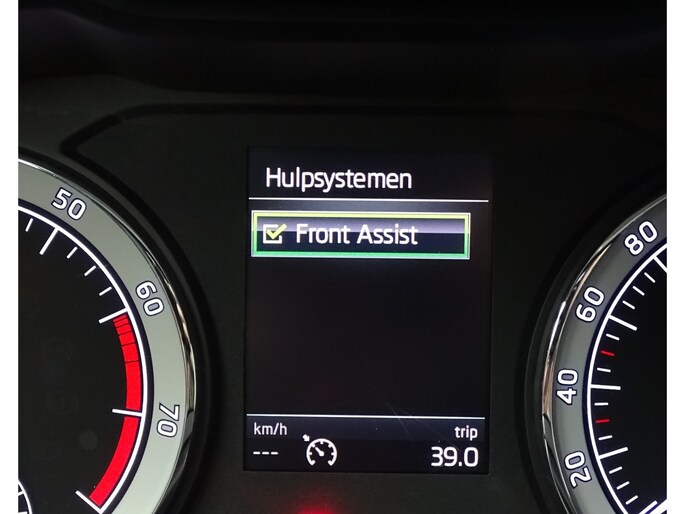 Hulpsystemen
Front Assist
km/h
trip
---
39.0
50
60
70
80
60
40
20